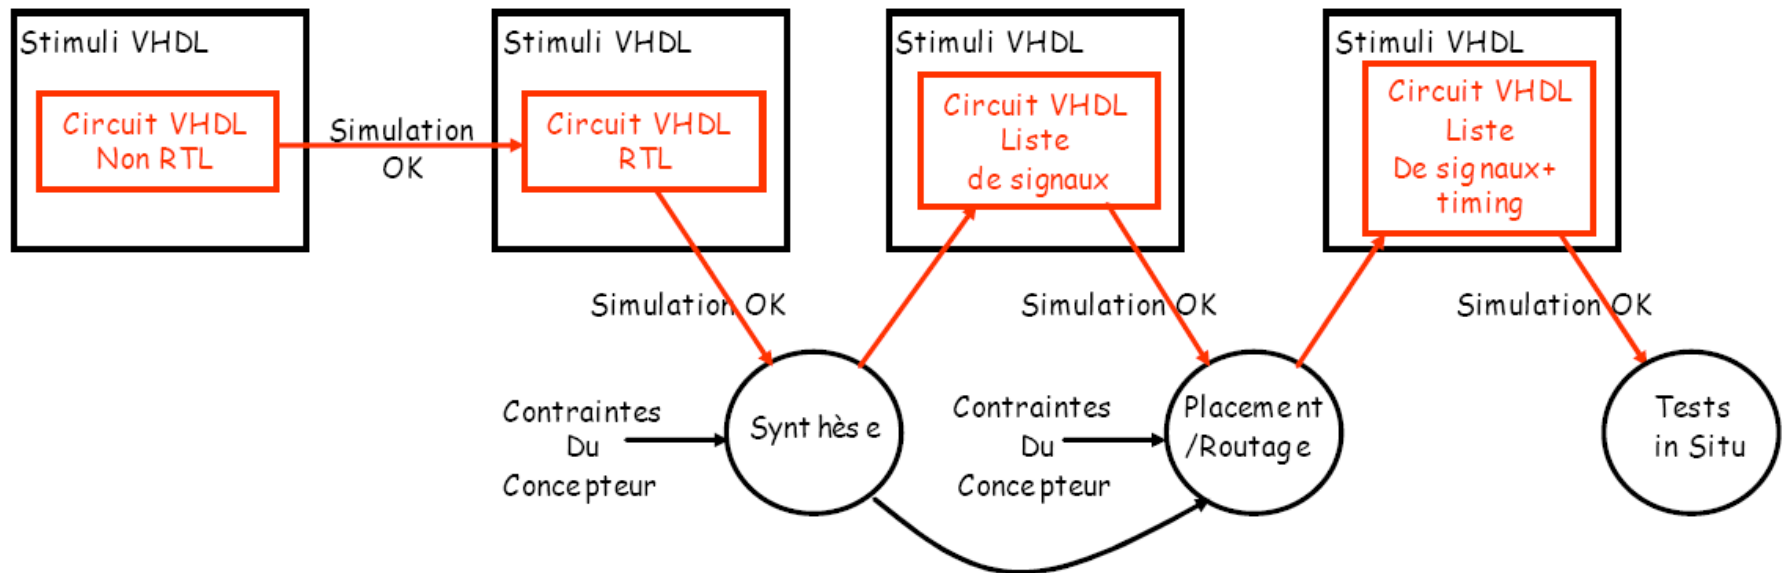 Stimuli VHDL
Circuit VHDL
Non RTL
Simulation
OK
Stimuli VHDL
Circuit VHDL
RTL
Simulation OK
Stimuli VHDL
Circuit VHDL
Liste
de signaux
Simulation OK
Stimuli VHDL
Circuit VHDL
Liste
De signaux+
timing
Simulation OK
Contraintes
Du
Concepteur
Synthèse
Contraintes
Du
Concepteur
Placement
/Routage
Tests
in Situ